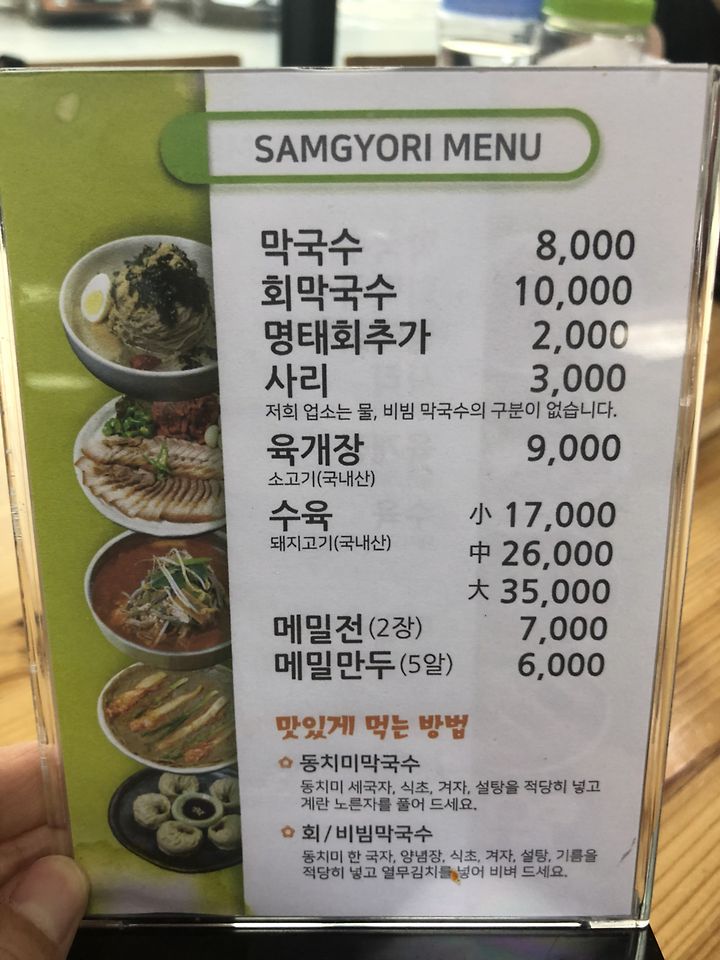 SAMGYORI MENU
막국수 8,000
회막국수 10,000
명태회추가 2,000
사리 3,000
저희 업소는 물, 비빔 막국수의 구분이 없습니다.
육개장 9,000
소고기(국내산)
수육 小 17,000
돼지고기(국내산) 中 26,000
大 35,000
메밀전(2장) 7,000
메밀만두(5알) 6,000
맛있게 먹는 방법
동치미막국수
동치미 세국자, 식초, 겨자, 설탕을 적당히 넣고
계란 노른자를 풀어 드세요.
회/비빔막국수
동치미 한 국자, 양념장, 식초, 겨자, 설탕, 기름을
적당히 넣고 열무김치를 넣어 비벼 드세요.